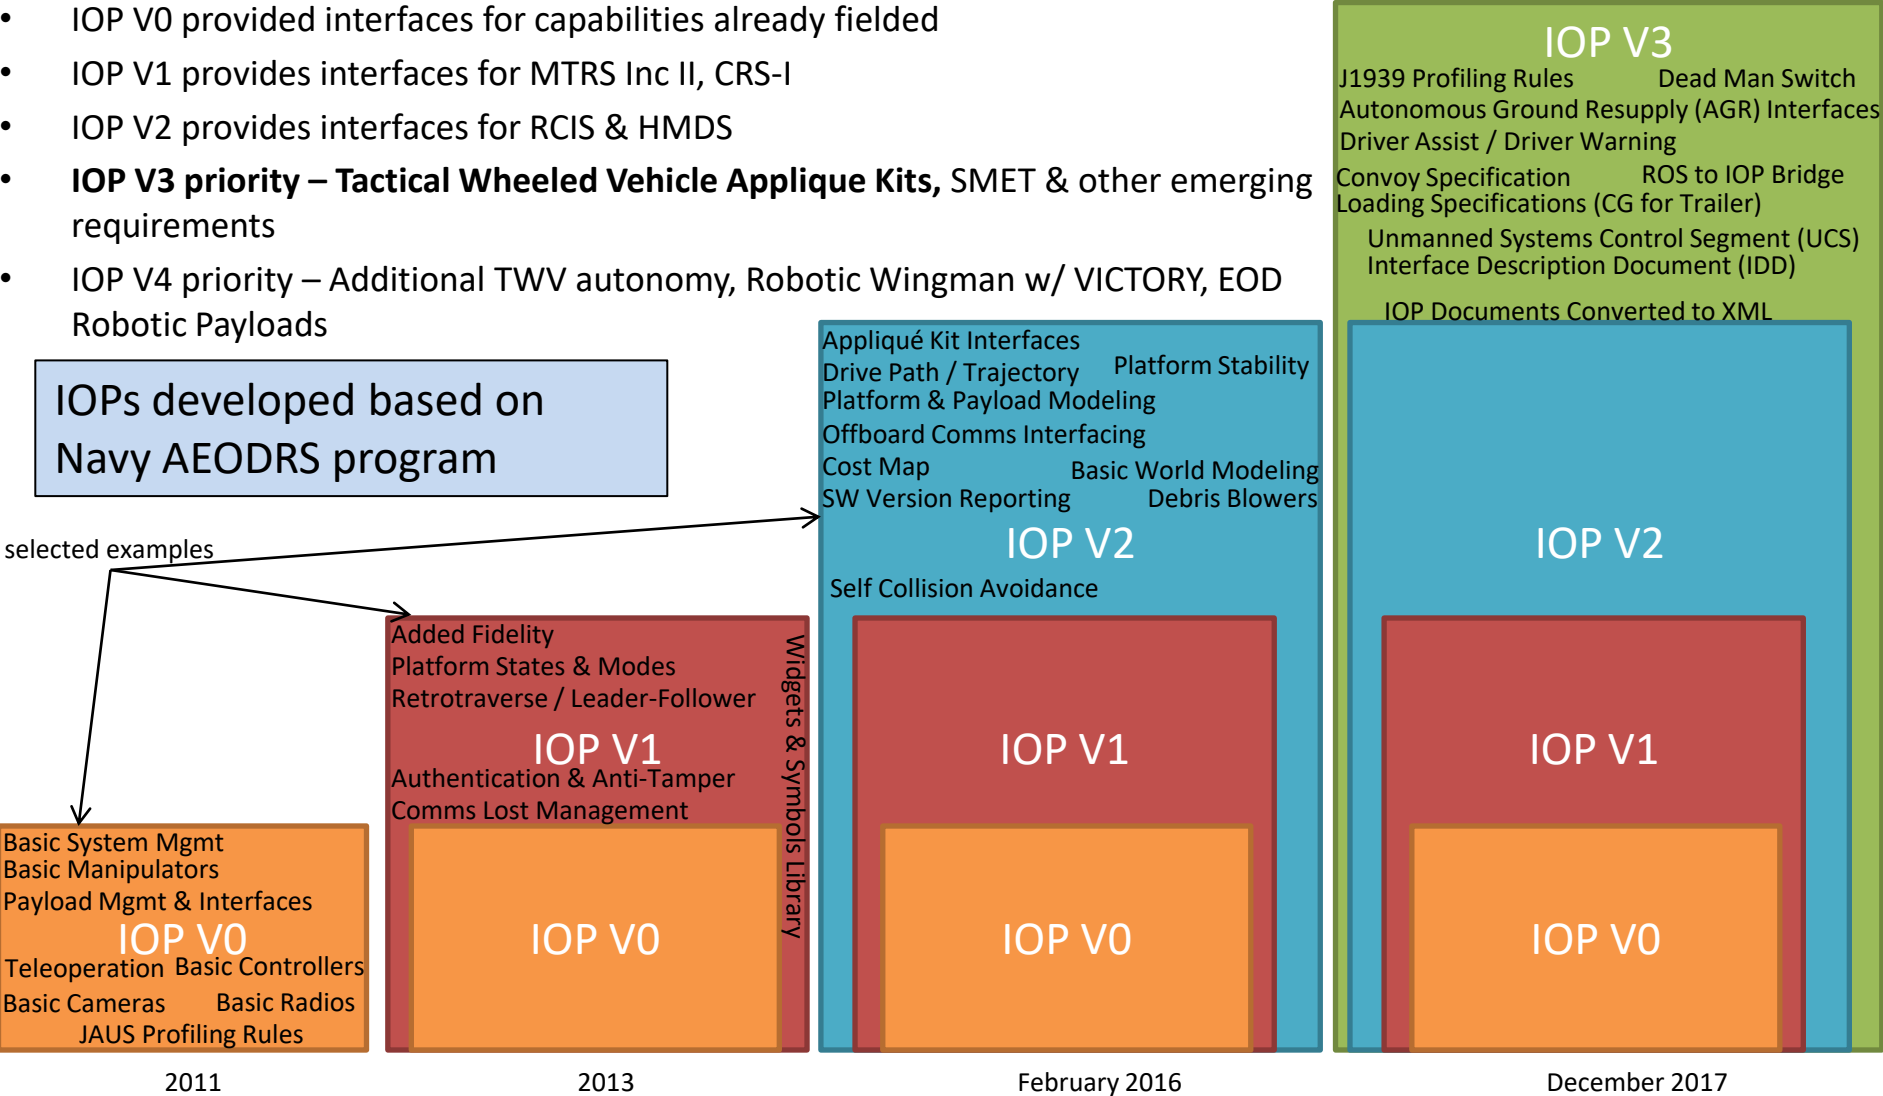 • IOP V0 provided interfaces for capabilities already fielded
• IOP V1 provides interfaces for MTRS Inc II, CRS-I
• IOP V2 provides interfaces for RCIS & HMDS
• IOP V3 priority – Tactical Wheeled Vehicle Applique Kits, SMET & other emerging
requirements
• IOP V4 priority – Additional TWV autonomy, Robotic Wingman w/ VICTORY, EOD
Robotic Payloads
IOPs developed based on
Navy AEODRS program
selected examples
Basic System Mgmt
Basic Manipulators
Payload Mgmt & Interfaces
IOP V0
Teleoperation Basic Controllers
Basic Cameras Basic Radios
JAUS Profiling Rules
2011
Added Fidelity
Platform States & Modes
Retrotraverse / Leader-Follower
IOP V1
Authentication & Anti-Tamper
Comms Lost Management
Widgets & Symbols Library
IOP V0
2013
Appliqué Kit Interfaces
Drive Path / Trajectory Platform Stability
Platform & Payload Modeling
Offboard Comms Interfacing
Cost Map Basic World Modeling
SW Version Reporting Debris Blowers
IOP V2
Self Collision Avoidance
IOP V1
IOP V0
February 2016
IOP V3
J1939 Profiling Rules Dead Man Switch
Autonomous Ground Resupply (AGR) Interfaces
Driver Assist / Driver Warning
Convoy Specification ROS to IOP Bridge
Loading Specifications (CG for Trailer)
Unmanned Systems Control Segment (UCS)
Interface Description Document (IDD)
IOP Documents Converted to XML
IOP V2
IOP V1
IOP V0
December 2017